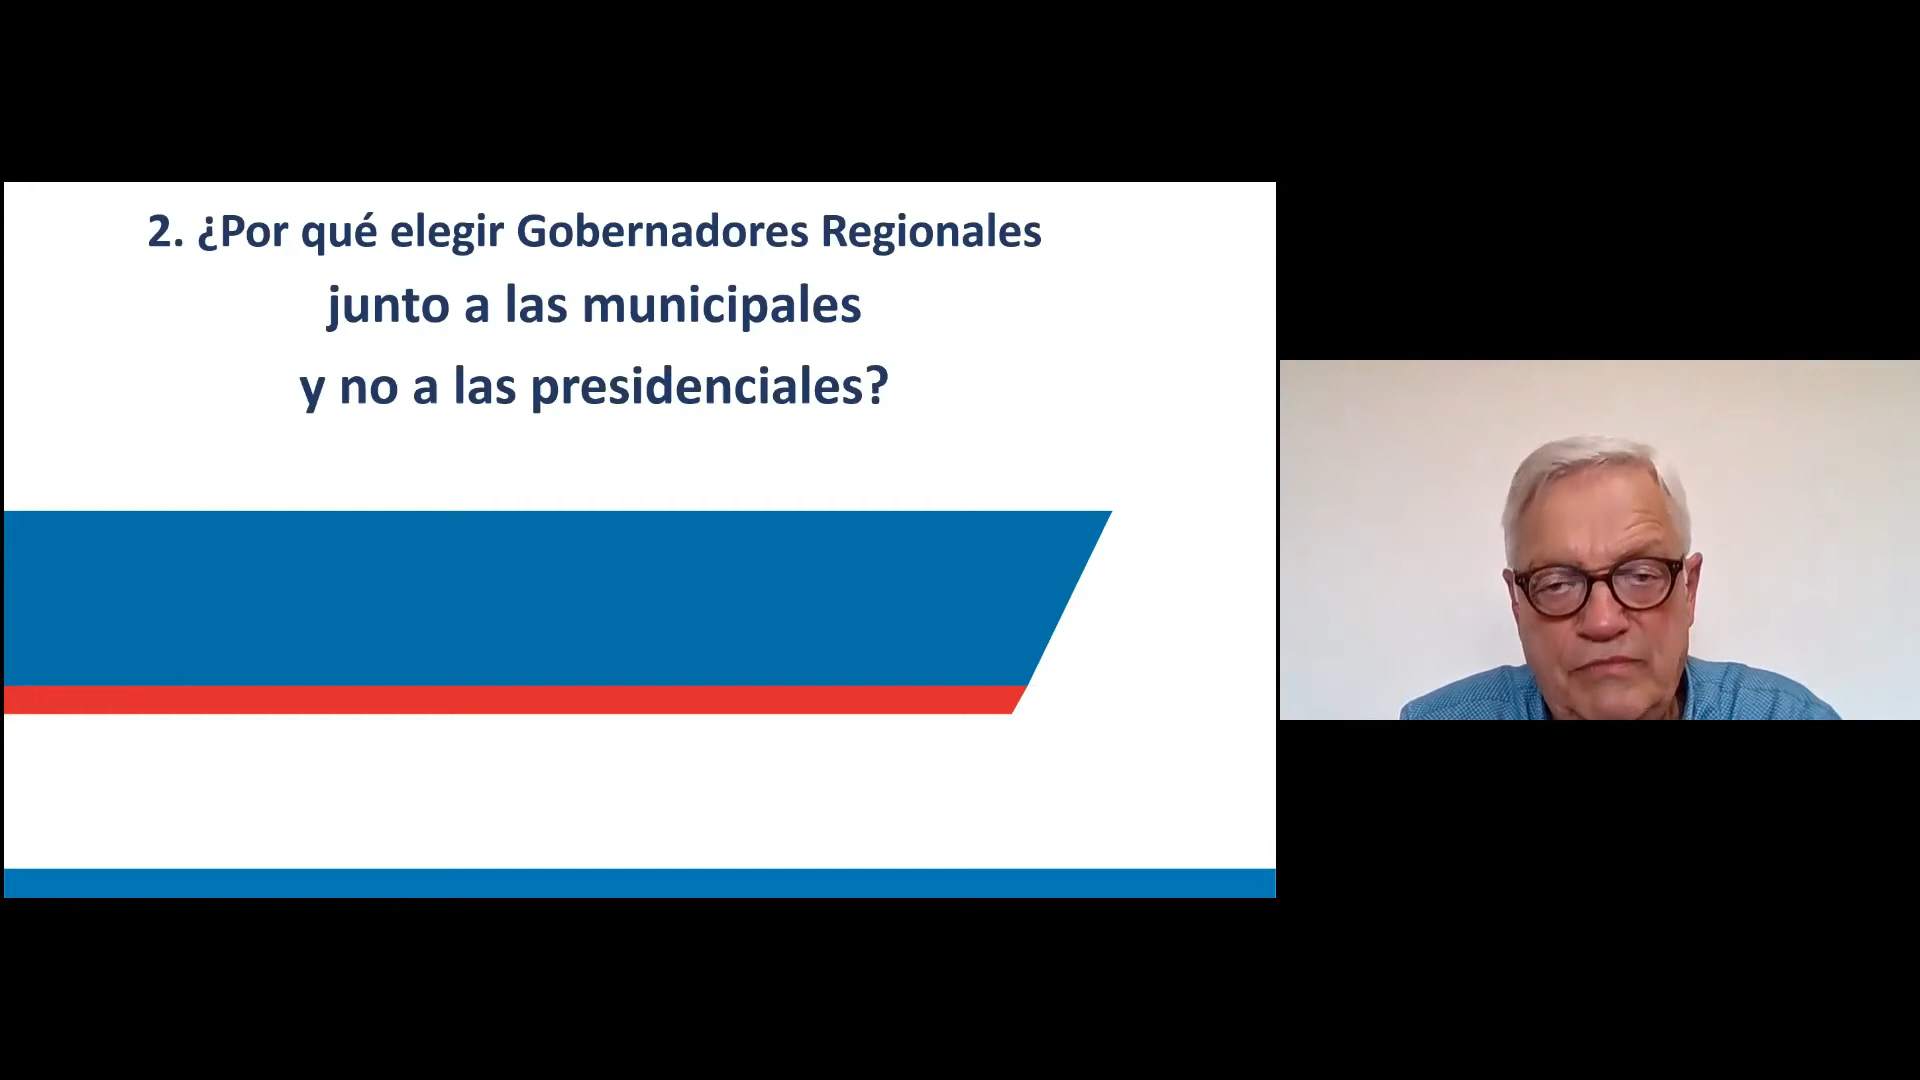 2. ¿Por qué elegir Gobernadores Regionales
junto a las municipales
y no a las presidenciales?